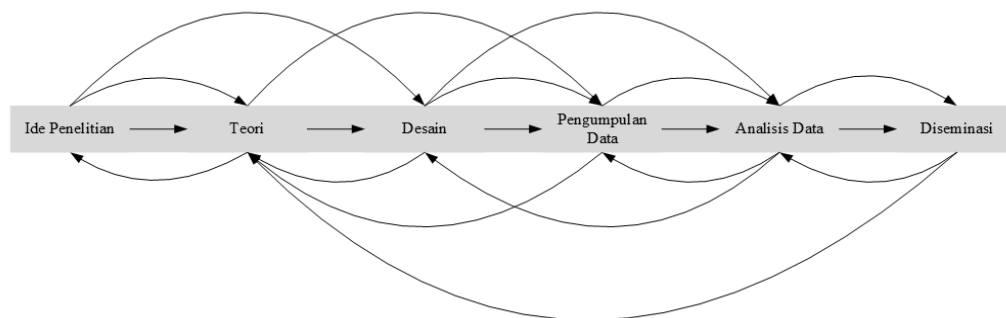 Ide Penelitian
Teori
Desain
Pengumpulan
Data
Analisis Data
Diseminasi